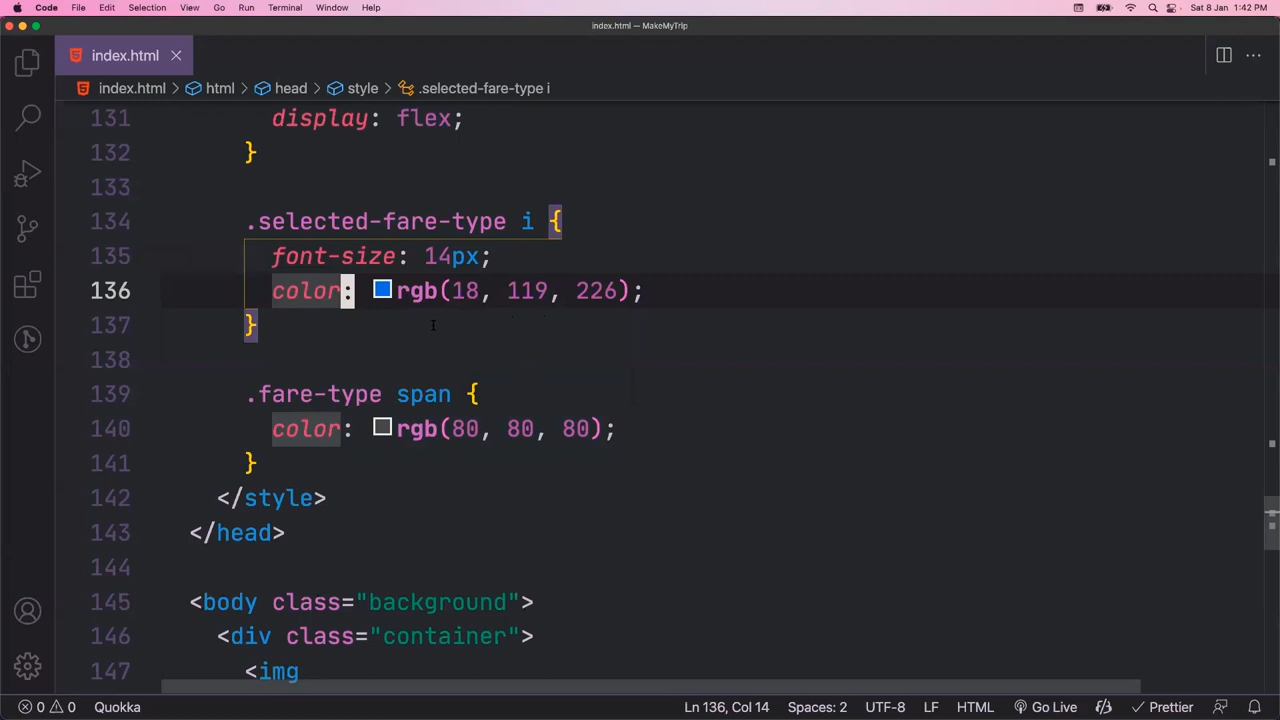 Code File Edit Selection View Go Run Terminal Window Help Sat 8 Jan 1:42 PM
index.html — MakeMyTrip
index.html
index.html > html > head > style > .selected-fare-type i
131 display: flex;
132 }
133
134 .selected-fare-type i {
135 font-size: 14px;
136 color: rgb(18, 119, 226);
137 }
138
139 .fare-type span {
140 color: rgb(80, 80, 80);
141 }
142 </style>
143 </head>
144
145 <body class="background">
146 <div class="container">
147 <img
0 0 Quokka Ln 136, Col 14 Spaces: 2 UTF-8 LF HTML Go Live Prettier